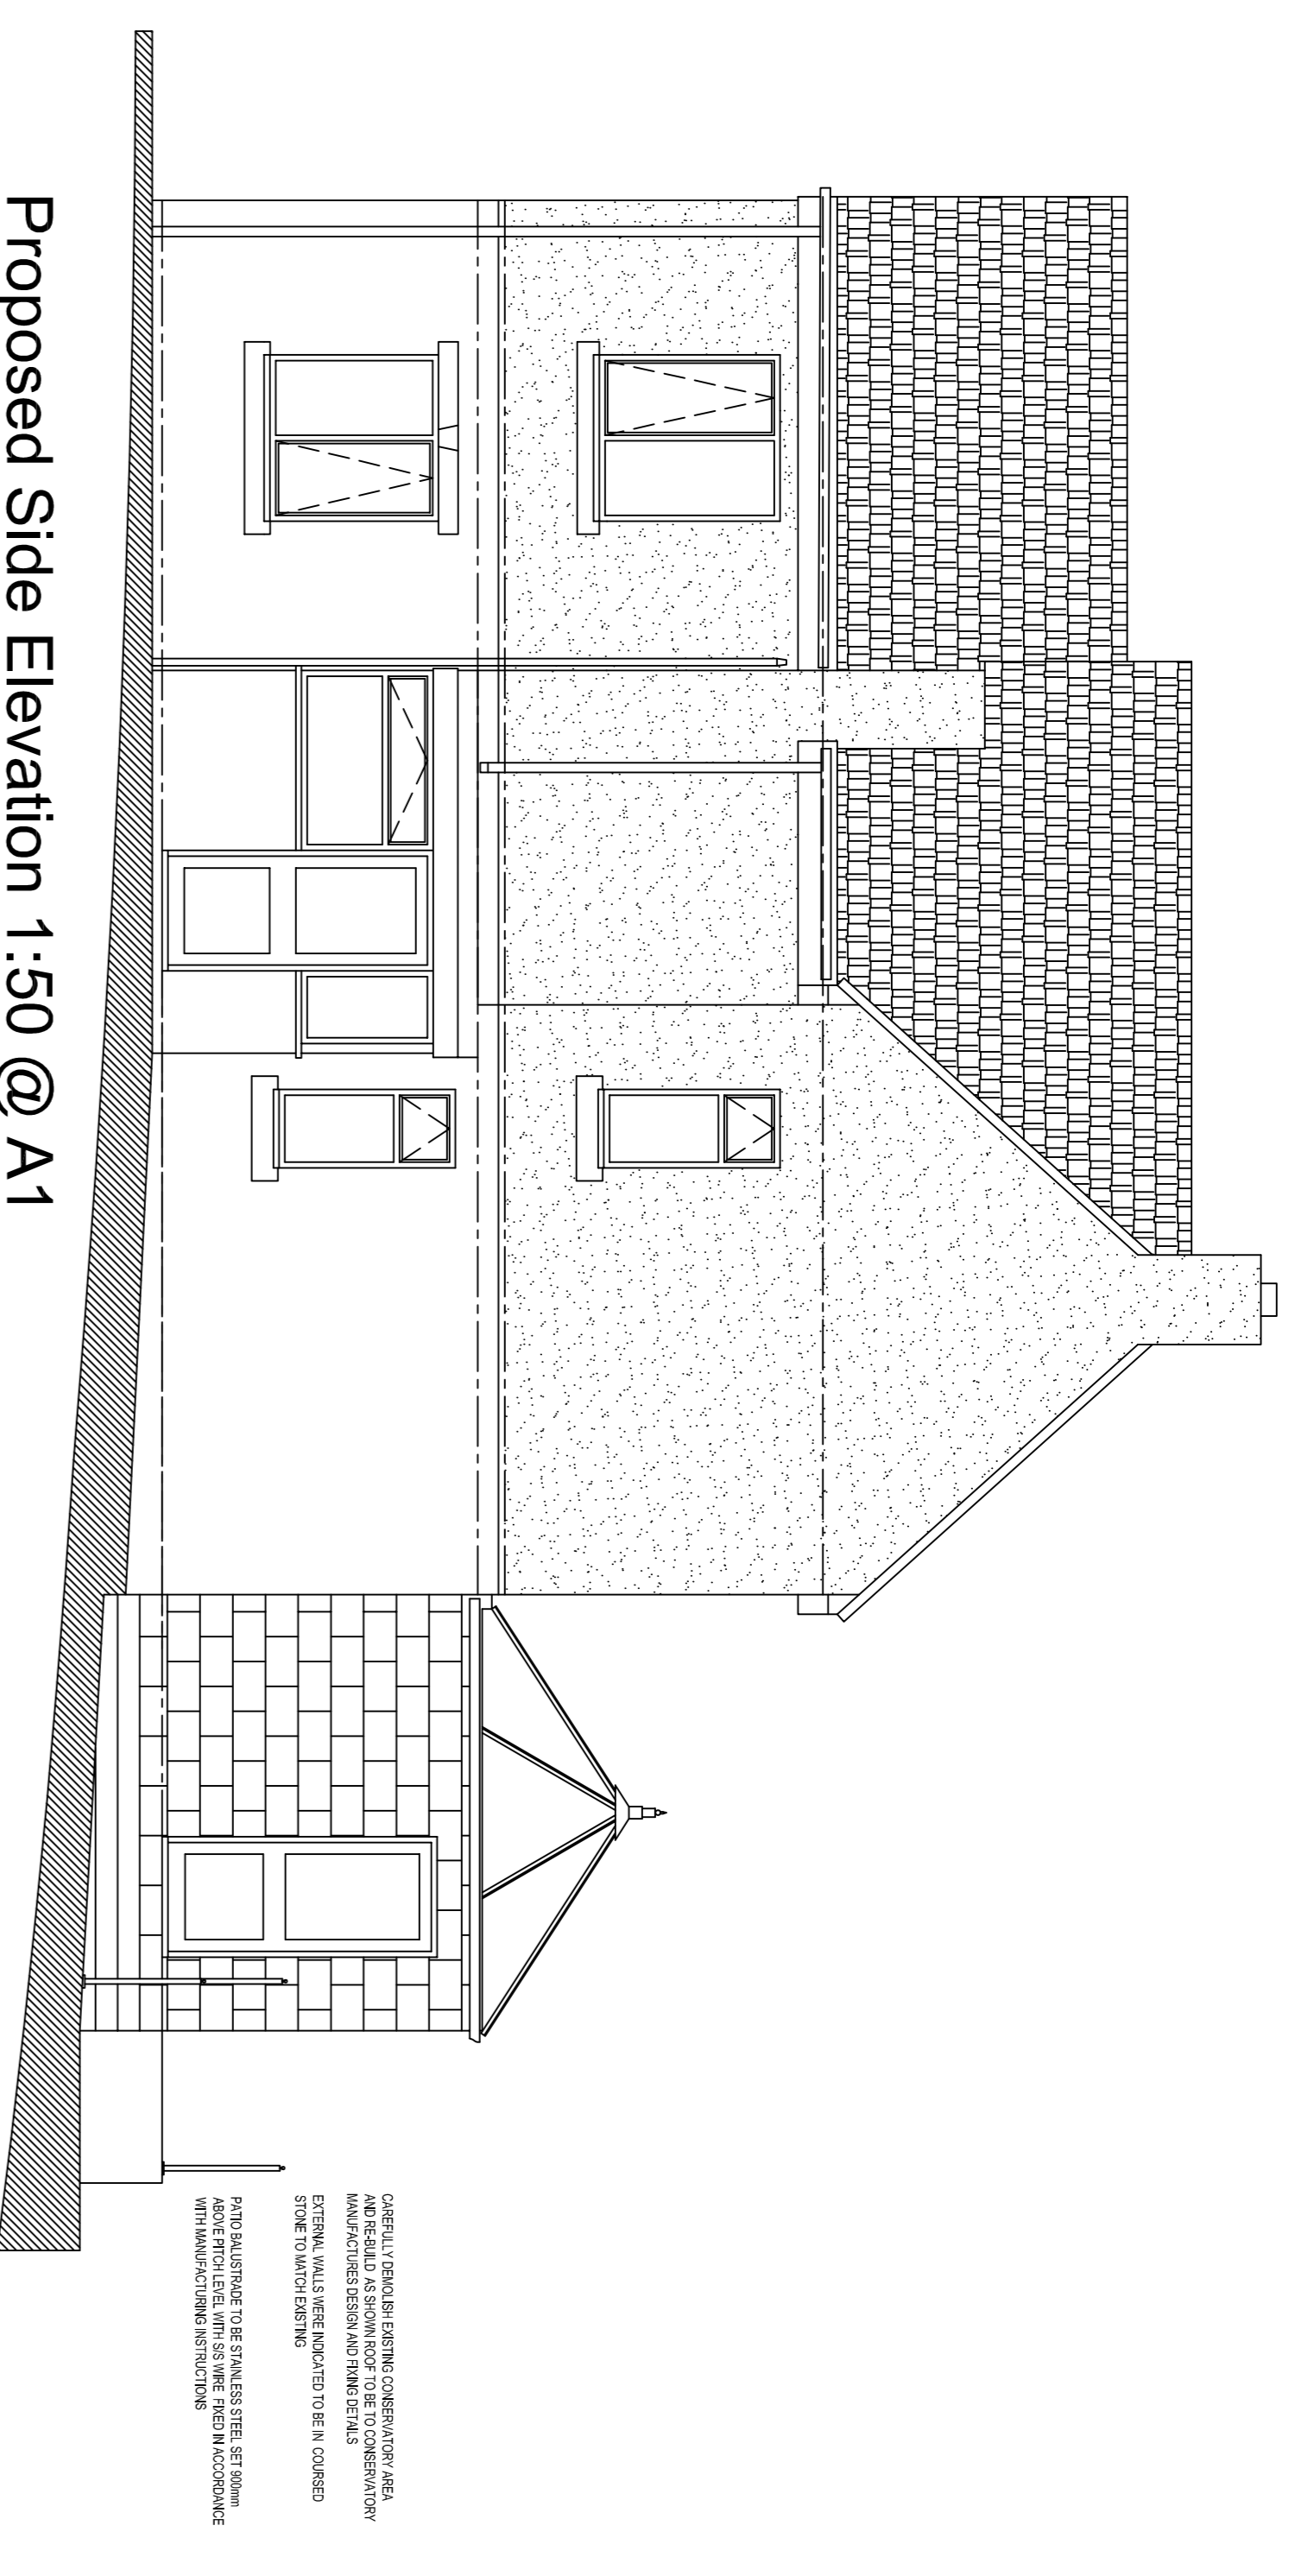 CAREFULLY DEMOLISH EXISTING CONSERVATORY AREA
AND RE-BUILD AS SHOWN ROOF TO BE TO CONSERVATORY
MANUFACTURES DESIGN AND FIXING DETAILS
EXTERNAL WALLS WERE INDICATED TO BE IN COURSED
STONE TO MATCH EXISTING
PATIO BALUSTRADE TO BE STAINLESS STEEL SET 900mm
ABOVE PITCH LEVEL WITH S/S WIRE FIXED IN ACCORDANCE
WITH MANUFACTURING INSTRUCTIONS
Proposed Side Elevation 1:50 @ A1